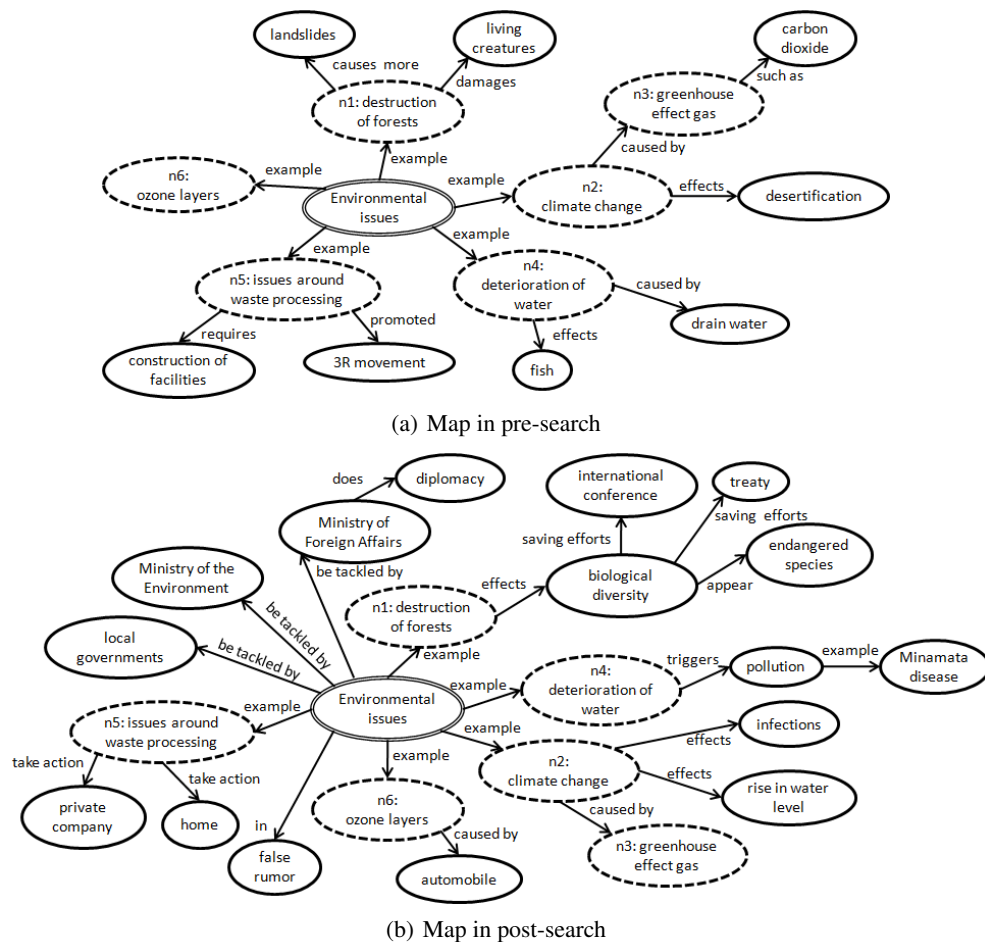 landslides
living
creatures
carbon
dioxide
causes more
damages
such as
n1: destruction
of forests
n3: greenhouse
effect gas
example
caused by
n6:
ozone layers
example
Environmental
issues
example
n2:
climate change
effects
desertification
example
example
n5: issues around
waste processing
n4:
deterioration of
water
caused by
requires
promoted
effects
drain water
construction of
facilities
3R movement
fish
(a) Map in pre-search
does
diplomacy
international
conference
treaty
Ministry of
Foreign Affairs
saving efforts
saving efforts
endangered
species
Ministry of the
Environment
be tackled by
effects
biological
diversity
appear
n1: destruction
of forests
be tackled by
local
governments
be tackled by
example
n4:
deterioration of
water
triggers
pollution
example
Minamata
disease
example
Environmental
issues
example
n5: issues around
waste processing
example
example
infections
effects
n2:
climate change
effects
rise in water
level
take action
take action
private
company
home
in
n6:
ozone layers
caused by
caused by
n3: greenhouse
effect gas
false
rumor
automobile
(b) Map in post-search